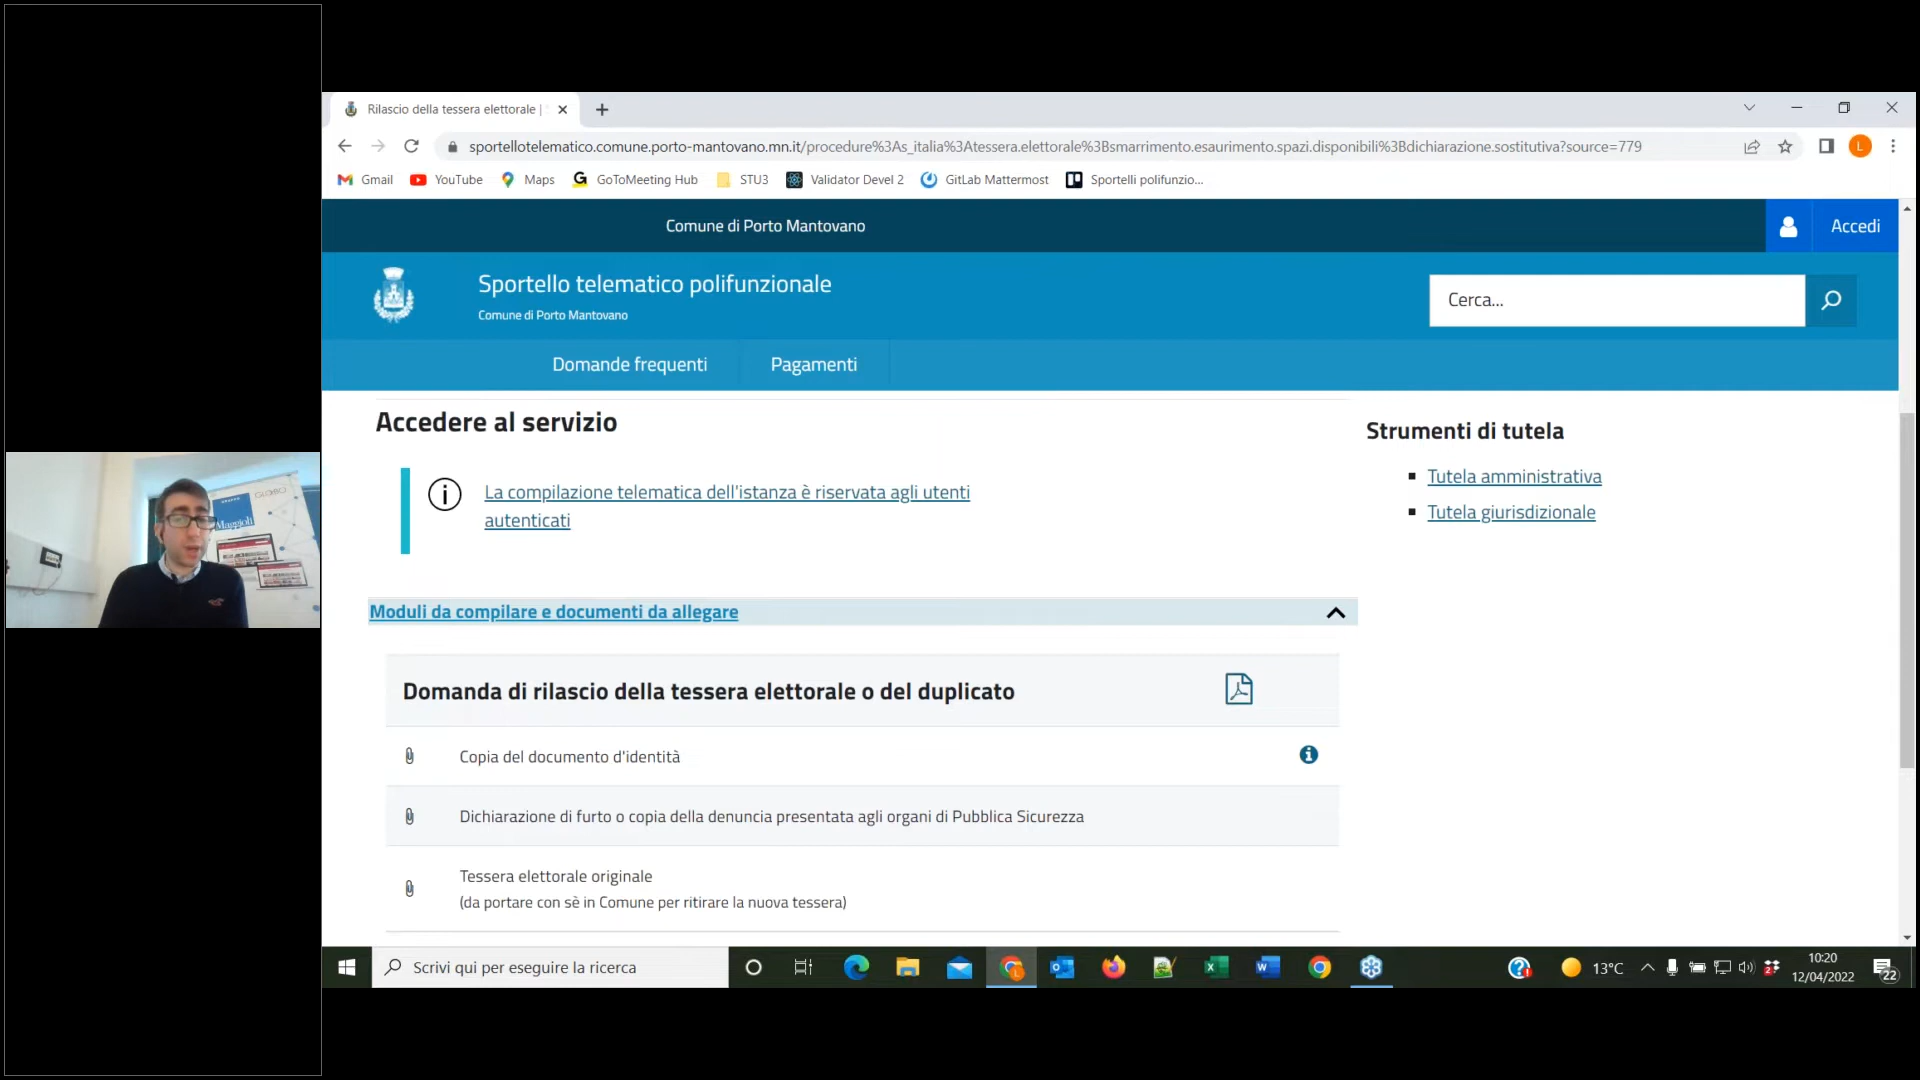 Rilascio della tessera elettorale |
sportellotelematico.comune.porto-mantovano.mn.it/procedure%3As_italia%3Atessera.elettorale%3Bsmarrimento.esaurimento.spazi.disponibili%3Bdichiarazione.sostitutiva?source=779
L
Gmail YouTube Maps GoToMeeting Hub STU3 Validator Devel 2 GitLab Mattermost Sportelli polifunzio...
Comune di Porto Mantovano
Accedi
Sportello telematico polifunzionale
Comune di Porto Mantovano
Cerca...
Domande frequenti Pagamenti
Accedere al servizio
La compilazione telematica dell'istanza è riservata agli utenti
autenticati
Strumenti di tutela
Tutela amministrativa
Tutela giurisdizionale
GLOBO
Maggioli
Moduli da compilare e documenti da allegare
Domanda di rilascio della tessera elettorale o del duplicato
Copia del documento d'identità
Dichiarazione di furto o copia della denuncia presentata agli organi di Pubblica Sicurezza
Tessera elettorale originale
(da portare con sè in Comune per ritirare la nuova tessera)
Scrivi qui per eseguire la ricerca
13°C
10:20
12/04/2022
22